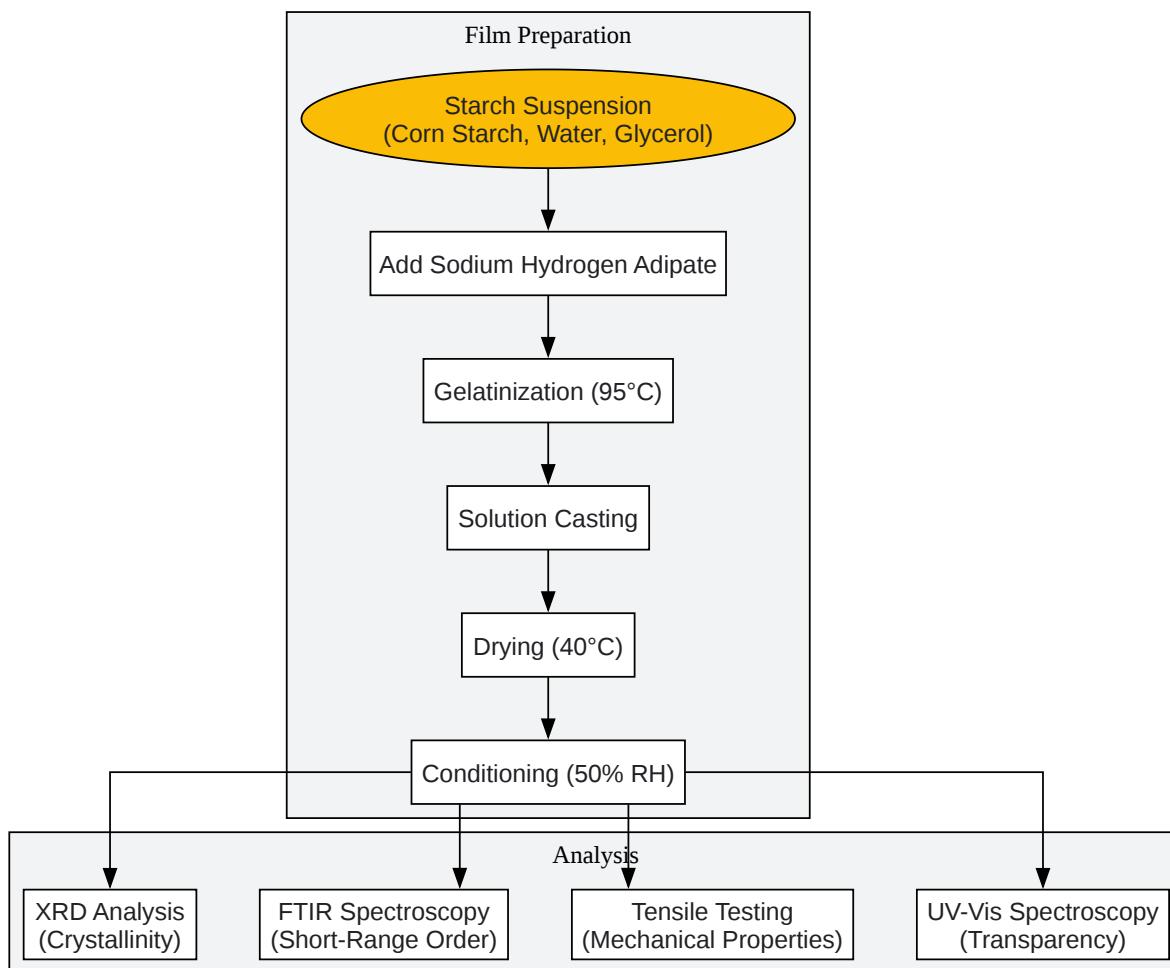 Film Preparation
Starch Suspension
(Corn Starch, Water, Glycerol)
Add Sodium Hydrogen Adipate
Gelatinization (95°C)
Solution Casting
Drying (40°C)
Conditioning (50% RH)
Analysis
XRD Analysis
(Crystallinity)
FTIR Spectroscopy
(Short-Range Order)
Tensile Testing
(Mechanical Properties)
UV-Vis Spectroscopy
(Transparency)